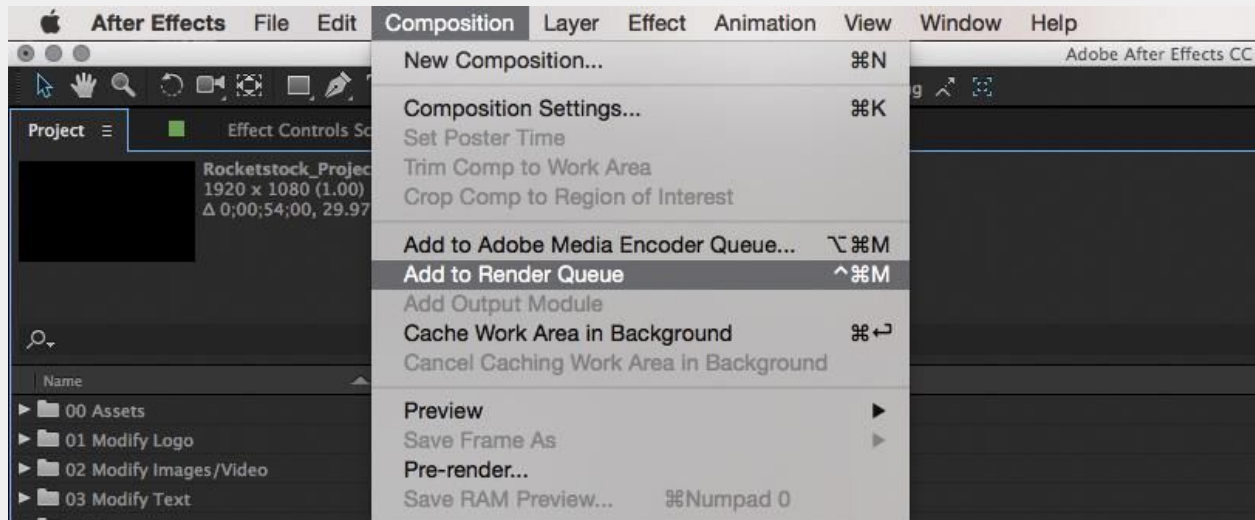 After Effects File Edit Composition Layer Effect Animation View Window Help
Adobe After Effects CC
New Composition... ⌘N
Composition Settings... ⌘K
Set Poster Time
Trim Comp to Work Area
Crop Comp to Region of Interest
Add to Adobe Media Encoder Queue... ⌥⌘M
Add to Render Queue ^⌘M
Add Output Module
Cache Work Area in Background ⌘↩
Cancel Caching Work Area in Background
Preview
Save Frame As
Pre-render...
Save RAM Preview... ⌘Numpad 0
Project
Effect Controls Sc
Rocketstock_Projec
1920 x 1080 (1.00)
Δ 0;00;54;00, 29.97
Name
00 Assets
01 Modify Logo
02 Modify Images/Video
03 Modify Text